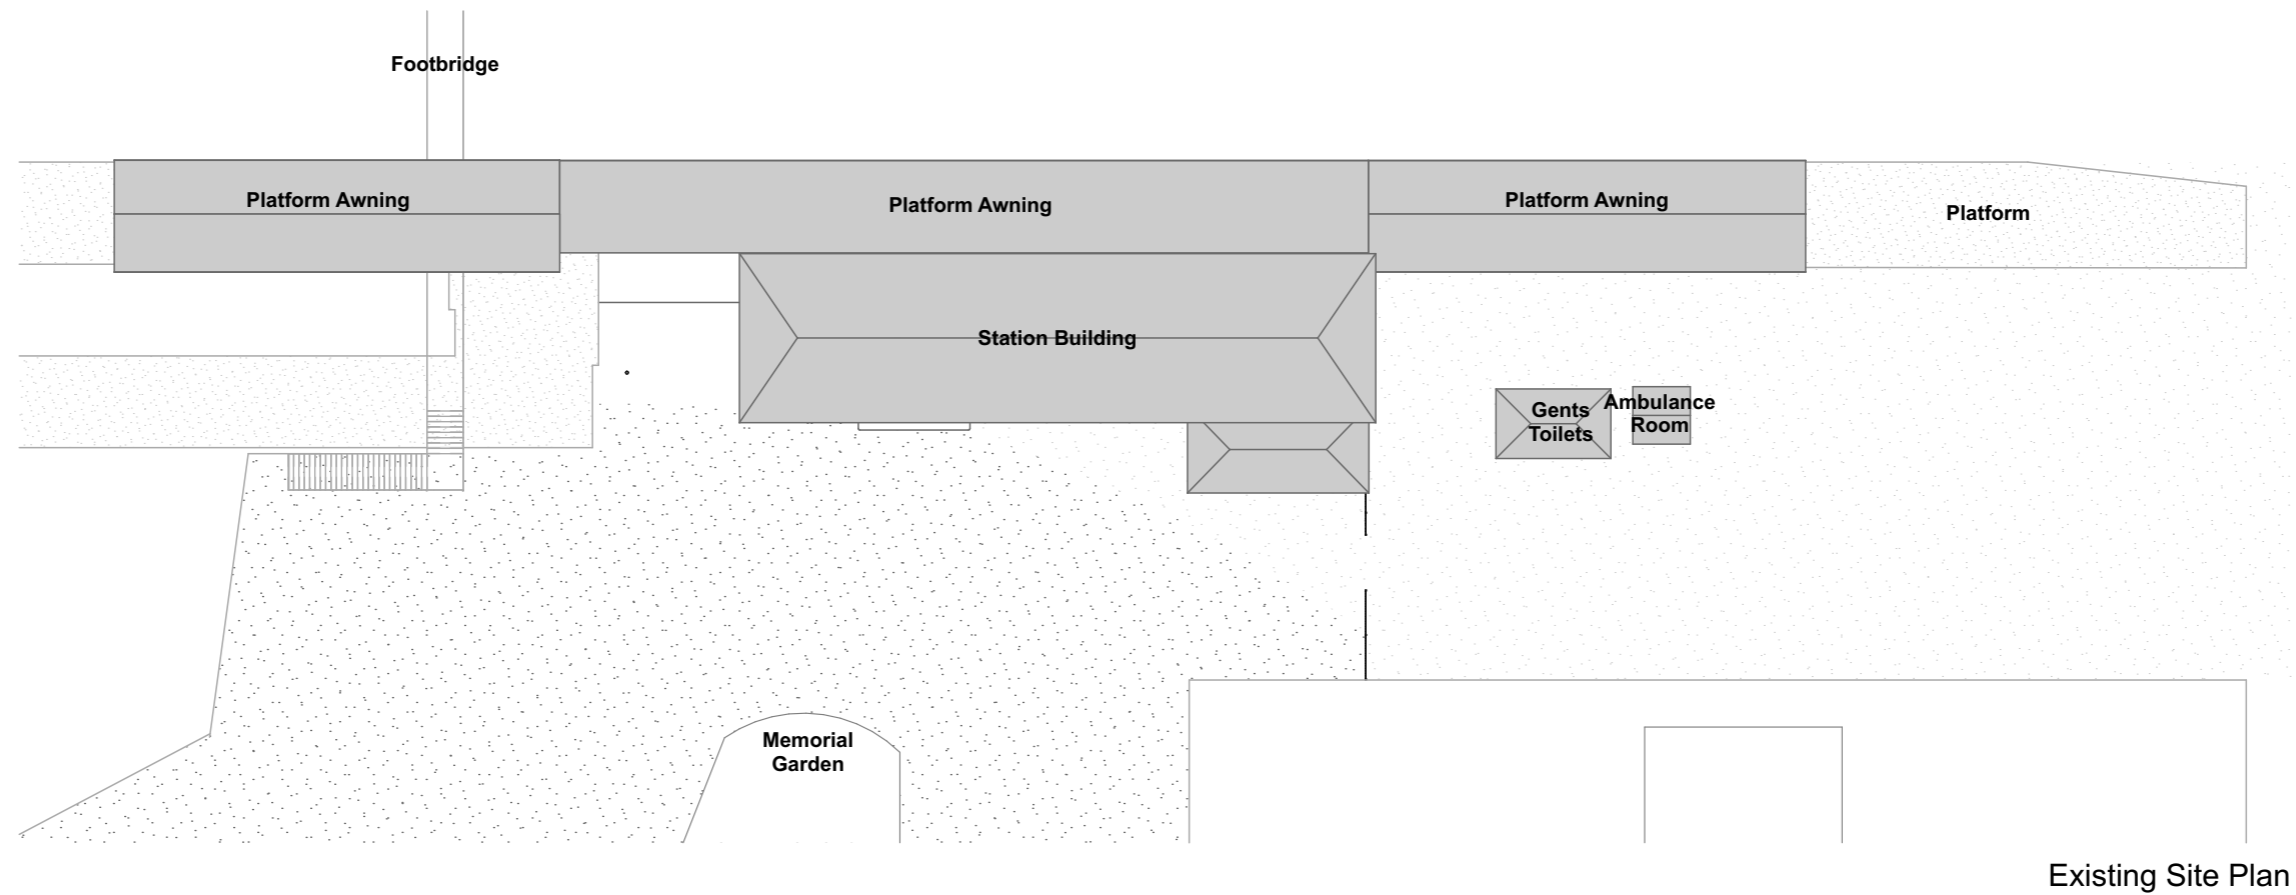 Footbridge
Platform Awning
Platform Awning
Platform Awning
Platform
Station Building
Gents
Toilets
Ambulance
Room
Memorial
Garden
Existing Site Plan